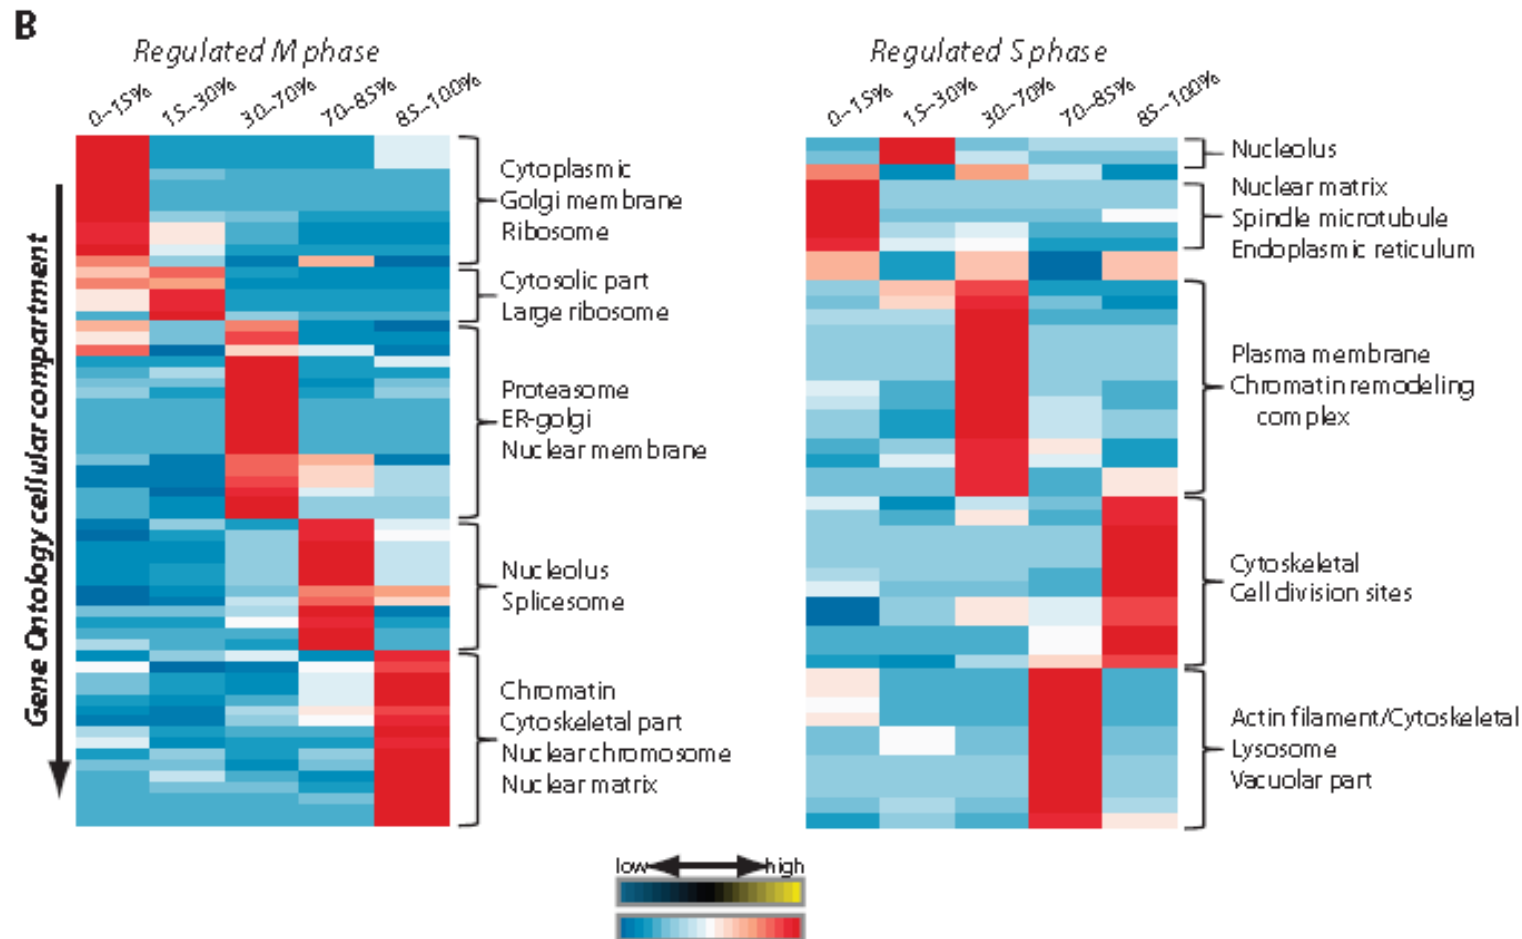 B
Regulated M phase
0–15%
15–30%
30–70%
70–85%
85–100%
Gene Ontology cellular compartment
Cytoplasmic
Golgi membrane
Ribosome
Cytosolic part
Large ribosome
Proteasome
ER-golgi
Nuclear membrane
Nucleolus
Splicesome
Chromatin
Cytoskeletal part
Nuclear chromosome
Nuclear matrix
Regulated S phase
0–15%
15–30%
30–70%
70–85%
85–100%
Nucleolus
Nuclear matrix
Spindle microtubule
Endoplasmic reticulum
Plasma membrane
Chromatin remodeling
complex
Cytoskeletal
Cell division sites
Actin filament/Cytoskeletal
Lysosome
Vacuolar part
low high